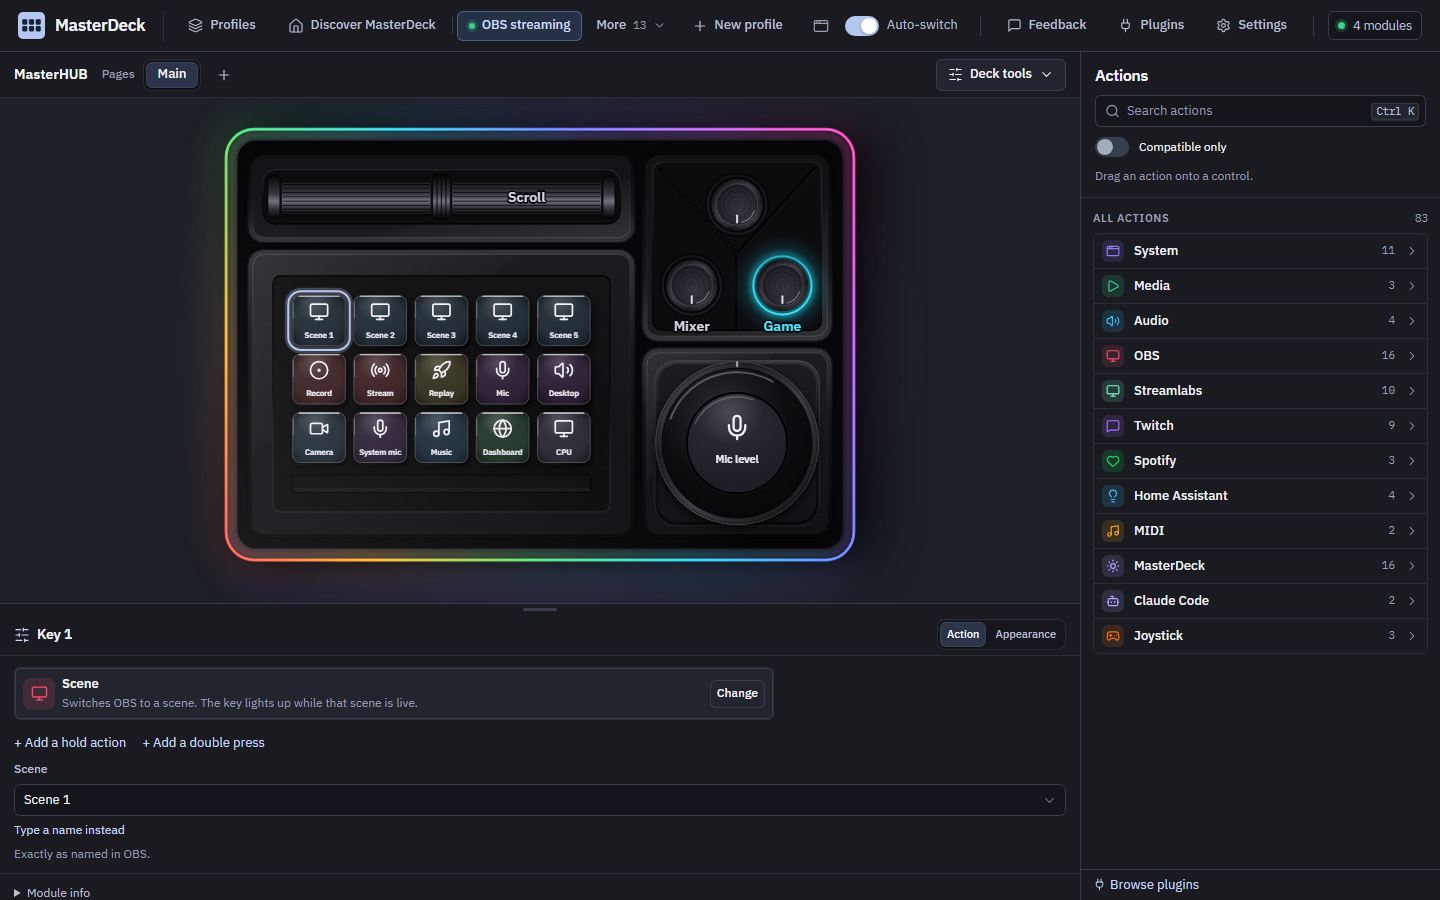 MasterDeck
Profiles
Discover MasterDeck
OBS streaming
More 13
New profile
Auto-switch
Feedback
Plugins
Settings
4 modules
MasterHUB
Pages
Main
Deck tools
Scroll
Mixer
Game
Scene 1
Scene 2
Scene 3
Scene 4
Scene 5
Record
Stream
Replay
Mic
Desktop
Camera
System mic
Music
Dashboard
CPU
Mic level
Key 1
Action
Appearance
Scene
Switches OBS to a scene. The key lights up while that scene is live.
Change
+ Add a hold action
+ Add a double press
Scene
Scene 1
Type a name instead
Exactly as named in OBS.
Module info
Actions
Search actions
Ctrl K
Compatible only
Drag an action onto a control.
ALL ACTIONS 83
System 11
Media 3
Audio 4
OBS 16
Streamlabs 10
Twitch 9
Spotify 3
Home Assistant 4
MIDI 2
MasterDeck 16
Claude Code 2
Joystick 3
Browse plugins